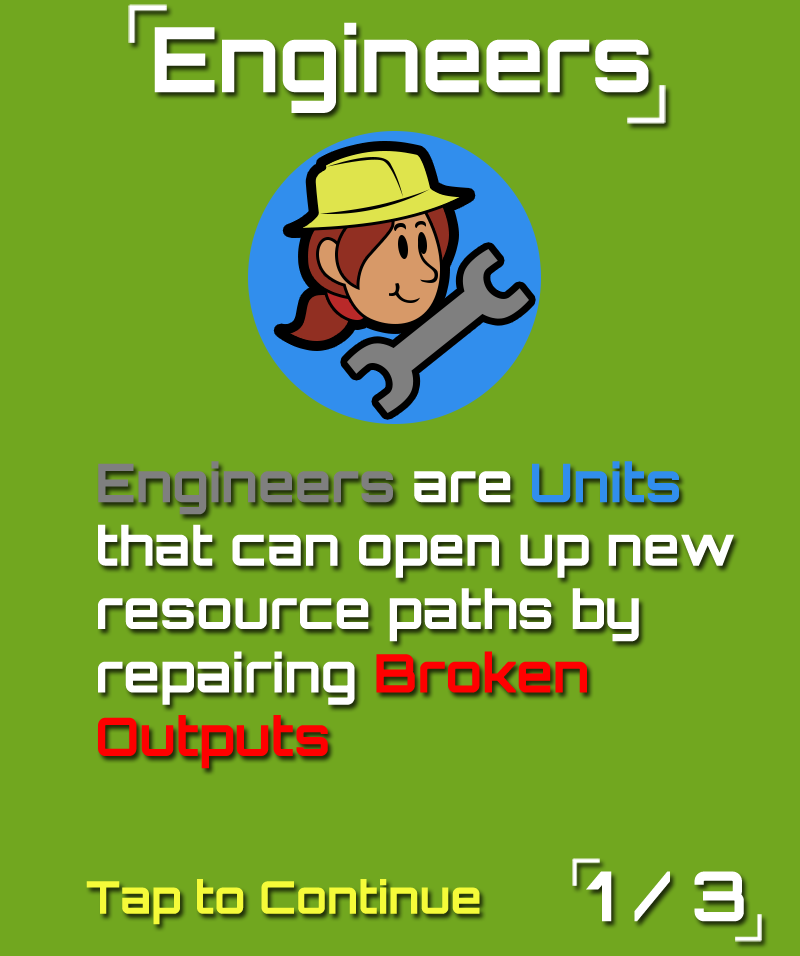 Engineers
Engineers are Units
that can open up new
resource paths by
repairing Broken
Outputs
Tap to Continue
1 / 3